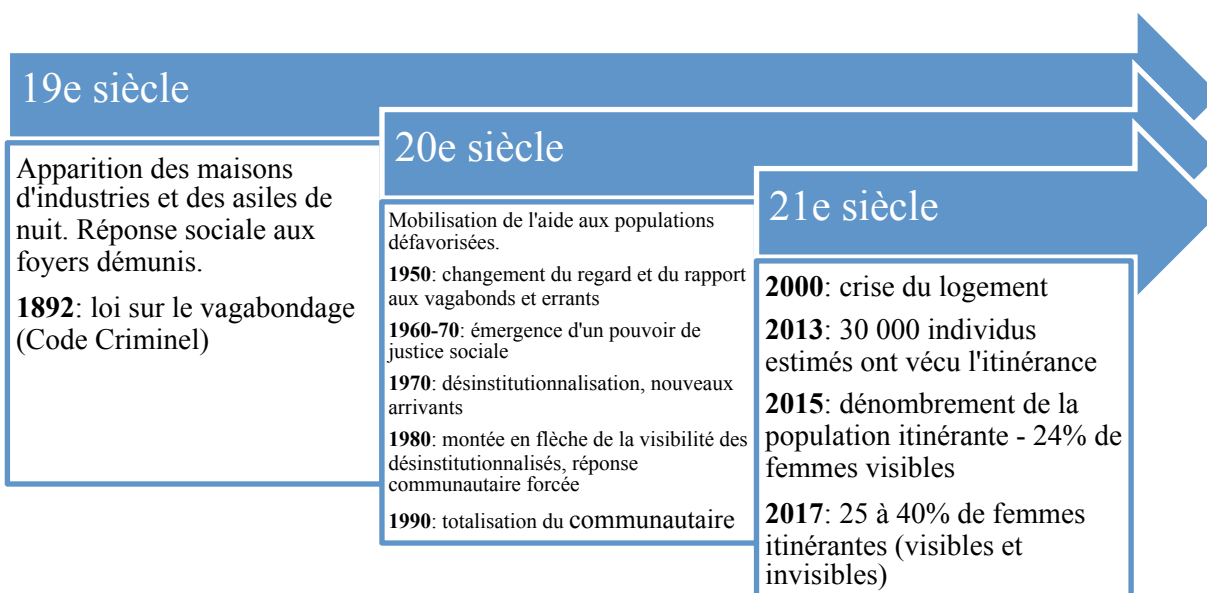 19e siècle
Apparition des maisons
d'industries et des asiles de
nuit. Réponse sociale aux
foyers démunis.
1892: loi sur le vagabondage
(Code Criminel)
20e siècle
Mobilisation de l'aide aux populations
défavorisées.
1950: changement du regard et du rapport
aux vagabonds et errants
1960-70: émergence d'un pouvoir de
justice sociale
1970: désinstitutionnalisation, nouveaux
arrivants
1980: montée en flèche de la visibilité des
désinstitutionnalisés, réponse
communautaire forcée
1990: totalisation du communautaire
21e siècle
2000: crise du logement
2013: 30 000 individus
estimés ont vécu l'itinérance
2015: dénombrement de la
population itinérante - 24% de
femmes visibles
2017: 25 à 40% de femmes
itinérantes (visibles et
invisibles)